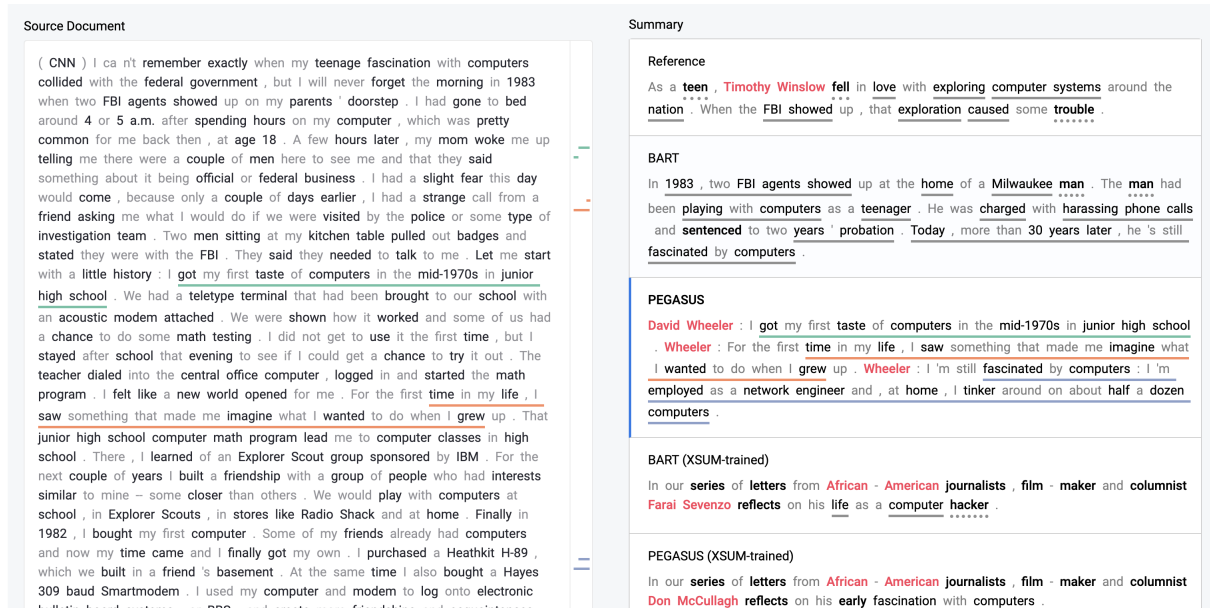 Source Document
( CNN ) I ca n't remember exactly when my teenage fascination with computers
collided with the federal government , but I will never forget the morning in 1983
when two FBI agents showed up on my parents ' doorstep . I had gone to bed
around 4 or 5 a.m. after spending hours on my computer , which was pretty
common for me back then , at age 18 . A few hours later , my mom woke me up
telling me there were a couple of men here to see me and that they said
something about it being official or federal business . I had a slight fear this day
would come , because only a couple of days earlier , I had a strange call from a
friend asking me what I would do if we were visited by the police or some type of
investigation team . Two men sitting at my kitchen table pulled out badges and
stated they were with the FBI . They said they needed to talk to me . Let me start
with a little history : I got my first taste of computers in the mid-1970s in junior
high school . We had a teletype terminal that had been brought to our school with
an acoustic modem attached . We were shown how it worked and some of us had
a chance to do some math testing . I did not get to use it the first time , but I
stayed after school that evening to see if I could get a chance to try it out . The
teacher dialed into the central office computer , logged in and started the math
program . I felt like a new world opened for me . For the first time in my life , I
saw something that made me imagine what I wanted to do when I grew up . That
junior high school computer math program lead me to computer classes in high
school . There , I learned of an Explorer Scout group sponsored by IBM . For the
next couple of years I built a friendship with a group of people who had interests
similar to mine – some closer than others . We would play with computers at
school , in Explorer Scouts , in stores like Radio Shack and at home . Finally in
1982 , I bought my first computer . Some of my friends already had computers
and now my time came and I finally got my own . I purchased a Heathkit H-89 ,
which we built in a friend 's basement . At the same time I also bought a Hayes
309 baud Smartmodem . I used my computer and modem to log onto electronic
Summary
Reference
As a teen , Timothy Winslow fell in love with exploring computer systems around the
nation . When the FBI showed up , that exploration caused some trouble .
BART
In 1983 , two FBI agents showed up at the home of a Milwaukee man . The man had
been playing with computers as a teenager . He was charged with harassing phone calls
and sentenced to two years ' probation . Today , more than 30 years later , he 's still
fascinated by computers .
PEGASUS
David Wheeler : I got my first taste of computers in the mid-1970s in junior high school
. Wheeler : For the first time in my life , I saw something that made me imagine what
I wanted to do when I grew up . Wheeler : I 'm still fascinated by computers : I 'm
employed as a network engineer and , at home , I tinker around on about half a dozen
computers .
BART (XSUM-trained)
In our series of letters from African - American journalists , film - maker and columnist
Farai Sevenzo reflects on his life as a computer hacker .
PEGASUS (XSUM-trained)
In our series of letters from African - American journalists , film - maker and columnist
Don McCullagh reflects on his early fascination with computers .